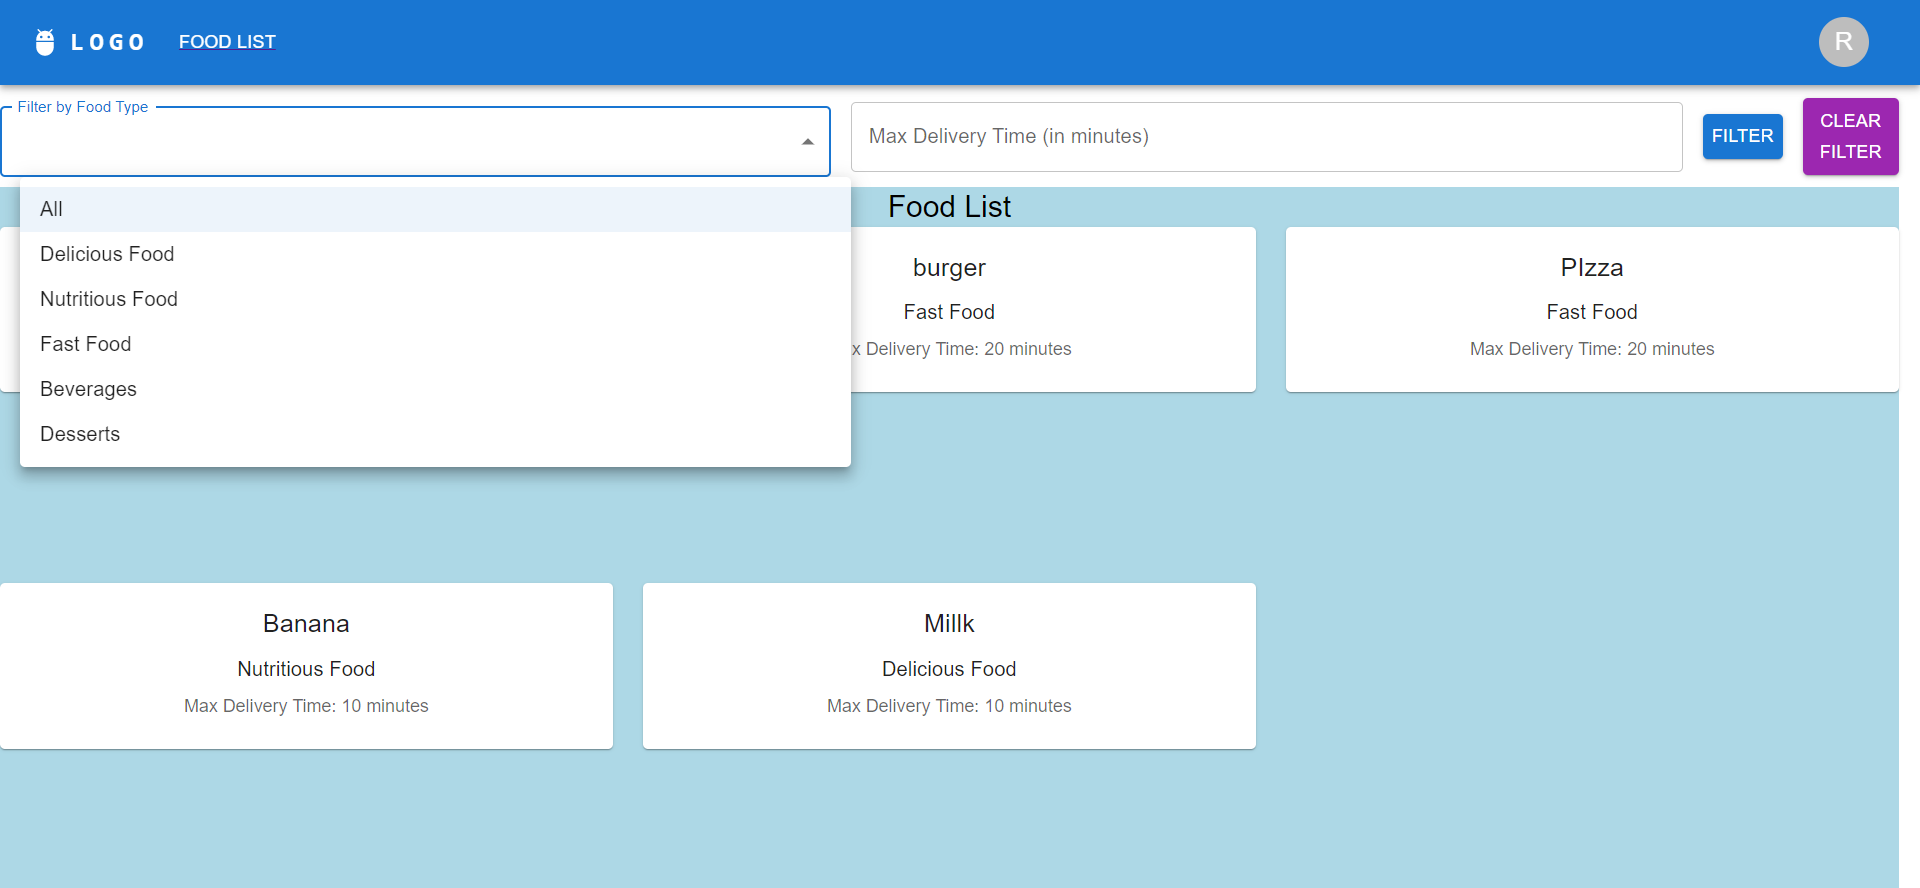 LOGO FOOD LIST R
Filter by Food Type
Max Delivery Time (in minutes)
FILTER
CLEAR
FILTER
All
Delicious Food
Nutritious Food
Fast Food
Beverages
Desserts
Food List
burger
Fast Food
Delivery Time: 20 minutes
PIzza
Fast Food
Max Delivery Time: 20 minutes
Banana
Nutritious Food
Max Delivery Time: 10 minutes
Millk
Delicious Food
Max Delivery Time: 10 minutes